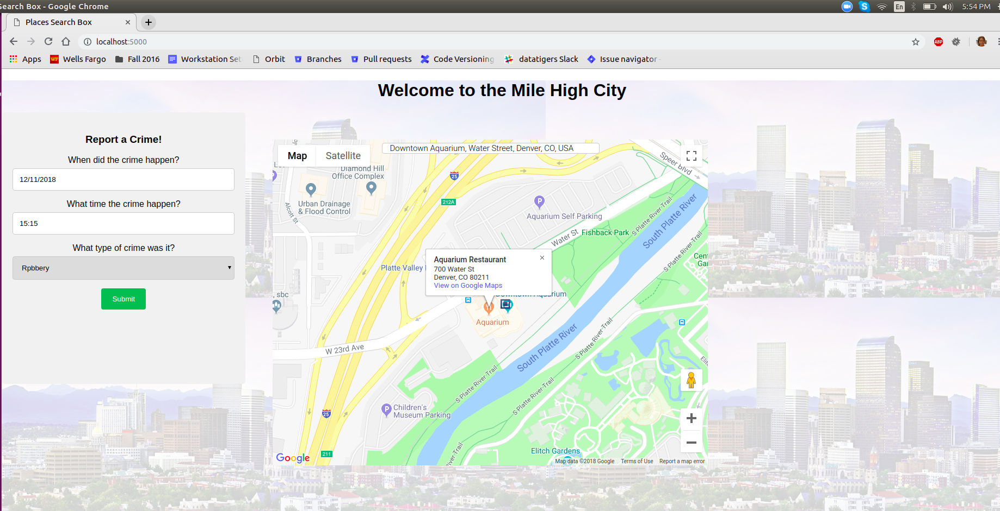 Search Box - Google Chrome
En
5:54 PM
Places Search Box
localhost:5000
ABP
Apps
WF
Wells Fargo
Fall 2016
Workstation Set
Orbit
Branches
Pull requests
Code Versioning
datatigers Slack
Issue navigator -
Welcome to the Mile High City
Report a Crime!
When did the crime happen?
12/11/2018
What time the crime happen?
15:15
What type of crime was it?
Rpbbery
Submit
Map
Satellite
Downtown Aquarium, Water Street, Denver, CO, USA
Speer Blvd
Diamond Hill
Office Complex
25
212A
Urban Drainage
& Flood Control
Alcott St
P
Aquarium Self Parking
Water St
Fishback Park
S Platte River Trail
South Platte River
S Platte River Trail
Cent
Gar
Platte Valley
Aquarium Restaurant
700 Water St
Denver, CO 80211
View on Google Maps
Downtown Aquarium
, sbc
Aquarium
W 23rd Ave
South Platte River
S Platte River Trail
S Platte River Trail
S Platte River Trail
Elitc
P
Children's
Museum Parking
25
211
River Trail
Elitch Gardens
Google
Map data ©2018 Google
Terms of Use
Report a map error